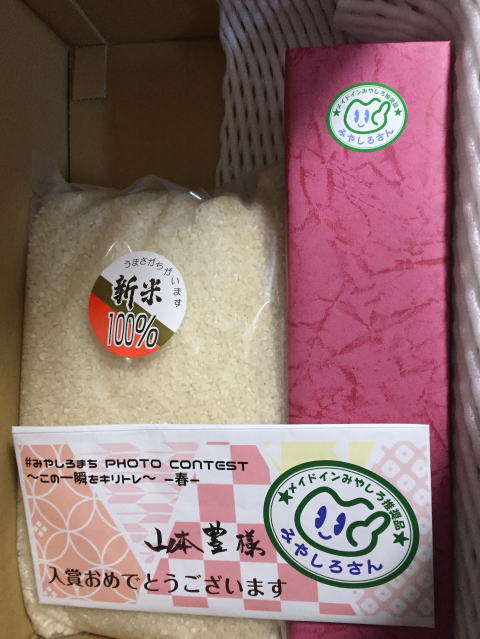 ★メイドインみやしろ推奨品★
みやしろさん
うまさがちがいます
新米
100%
#みやしろまち PHOTO CONTEST
〜この一瞬をキリトレ〜 −春−
山本豊様
入賞おめでとうございます
★メイドインみやしろ推奨品★
みやしろさん